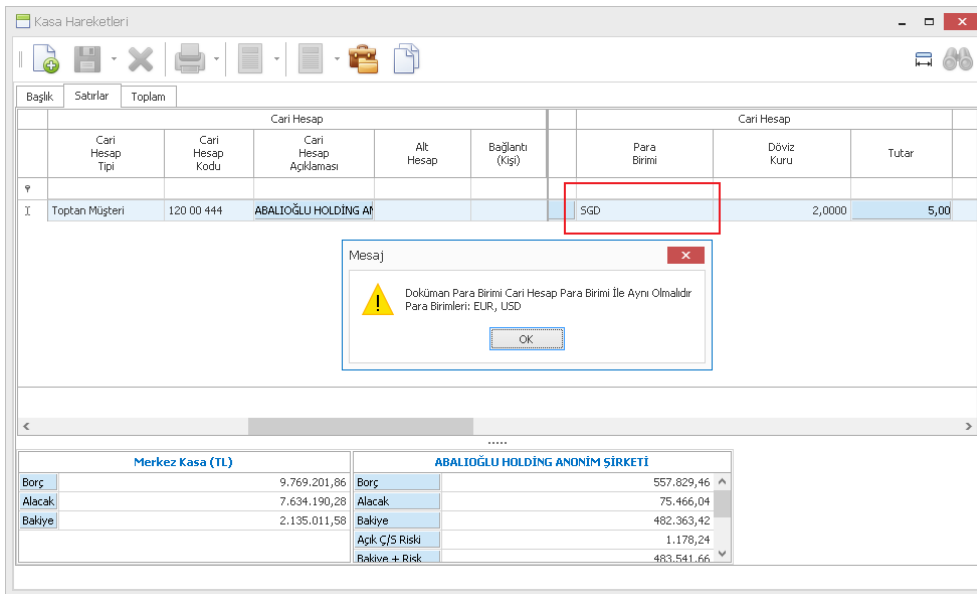 Kasa Hareketleri
Başlık Satırlar Toplam
Cari Hesap Cari Hesap
Cari Hesap Tipi
Cari Hesap Kodu
Cari Hesap Açıklaması
Alt Hesap
Bağlantı (Kişi)
Para Birimi
Döviz Kuru
Tutar
Toptan Müşteri 120 00 444 ABALIOĞLU HOLDİNG AN SGD 2,0000 5,00
Mesaj
Doküman Para Birimi Cari Hesap Para Birimi İle Aynı Olmalıdır
Para Birimleri: EUR, USD
OK
Merkez Kasa (TL)
Borç 9.769.201,86
Alacak 7.634.190,28
Bakiye 2.135.011,58
ABALIOĞLU HOLDİNG ANONİM ŞİRKETİ
Borç 557.829,46
Alacak 75.466,04
Bakiye 482.363,42
Açık Ç/S Riski 1.178,24
Bakiye + Risk 483.541,66